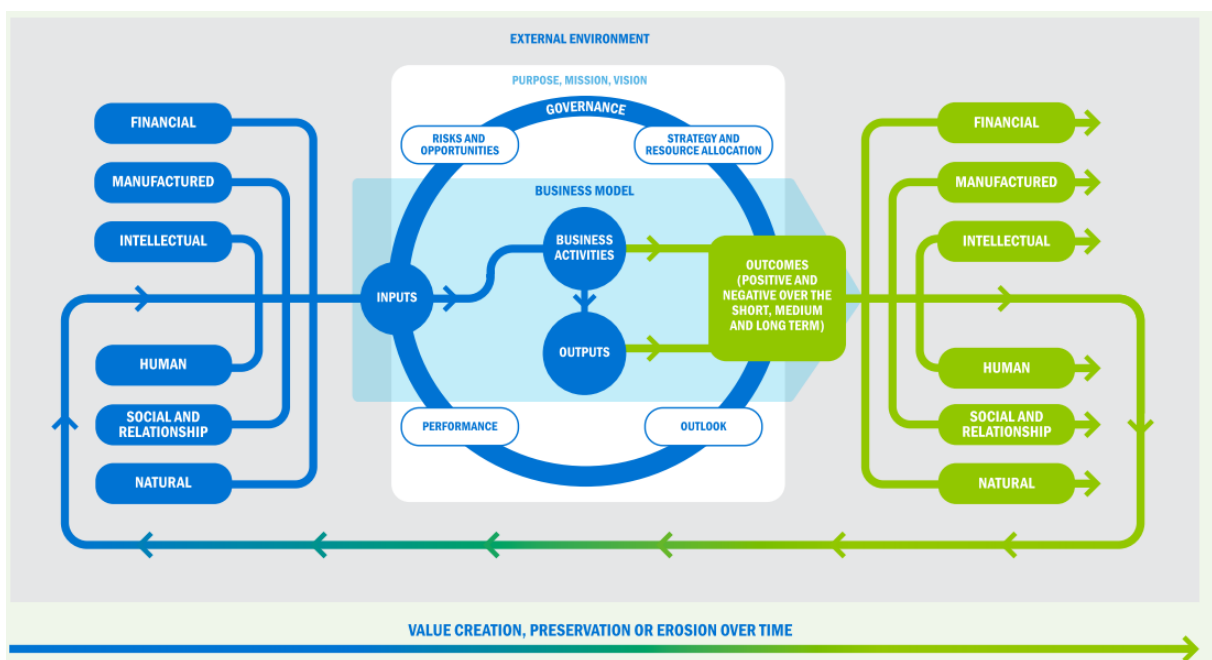 EXTERNAL ENVIRONMENT
PURPOSE, MISSION, VISION
GOVERNANCE
RISKS AND
OPPORTUNITIES
STRATEGY AND
RESOURCE ALLOCATION
BUSINESS MODEL
FINANCIAL
MANUFACTURED
INTELLECTUAL
HUMAN
SOCIAL AND
RELATIONSHIP
NATURAL
INPUTS
BUSINESS
ACTIVITIES
OUTPUTS
OUTCOMES
(POSITIVE AND
NEGATIVE OVER THE
SHORT, MEDIUM
AND LONG TERM)
PERFORMANCE
OUTLOOK
FINANCIAL
MANUFACTURED
INTELLECTUAL
HUMAN
SOCIAL AND
RELATIONSHIP
NATURAL
VALUE CREATION, PRESERVATION OR EROSION OVER TIME